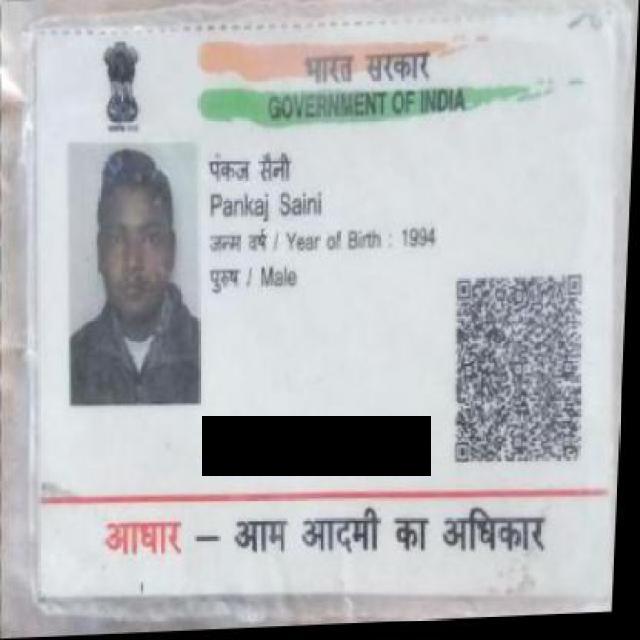 भारत सरकार
GOVERNMENT OF INDIA
पंकज सैनी
Pankaj Saini
जन्म वर्ष / Year of Birth : 1994
पुरुष / Male
आधार – आम आदमी का अधिकार